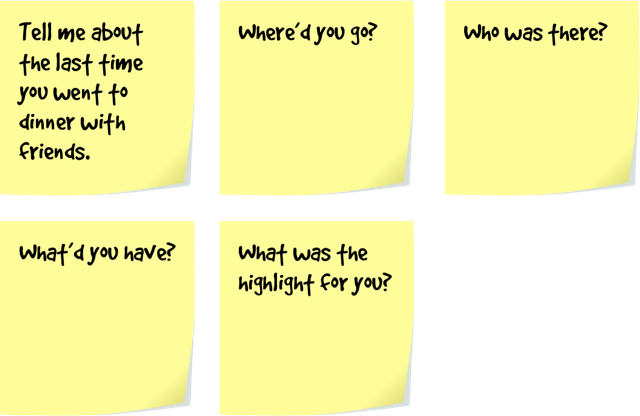 Tell me about
the last time
you went to
dinner with
friends.
Where'd you go?
Who was there?
What'd you have?
What was the
highlight for you?